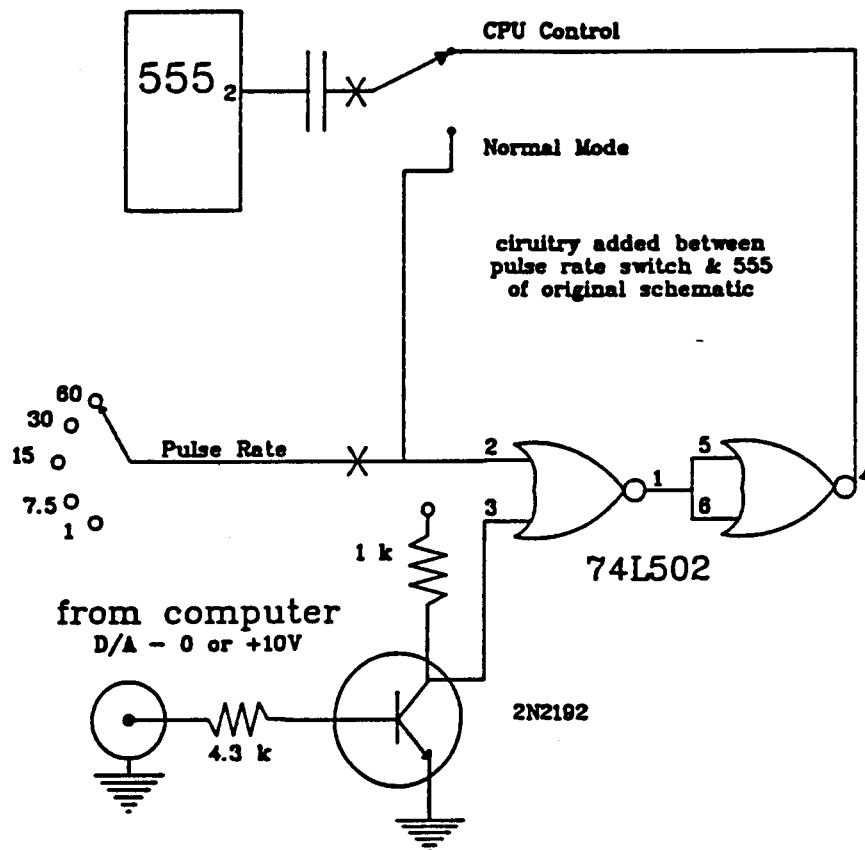 CPU Control
555
2
Normal Mode
ciruitry added between
pulse rate switch & 555
of original schematic
60
30
15
7.5
1
Pulse Rate
2
3
1
5
6
4
1 k
74L502
from computer
D/A - 0 or +10V
2N2192
4.3 k